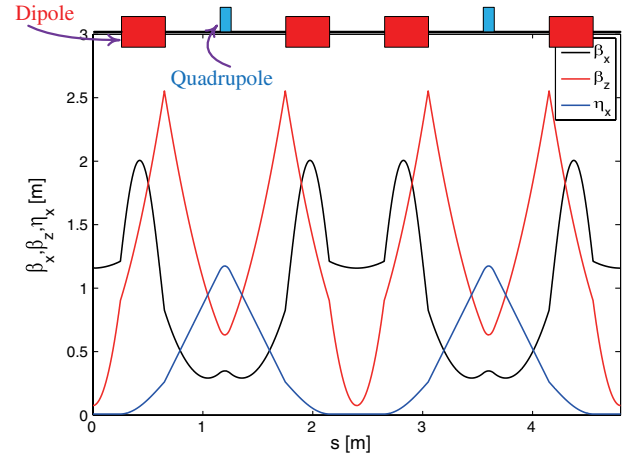 Dipole
Quadrupole
β_x
β_z
η_x
3
2.5
2
1.5
1
0.5
0
β_x,β_z,η_x [m]
0 1 2 3 4
s [m]